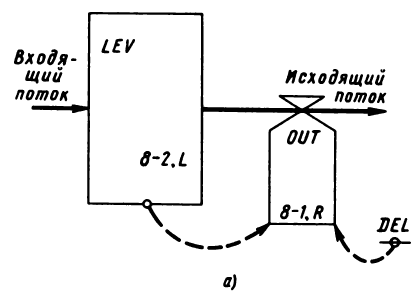 Входя-
щий
поток
LEV
8-2, L
Исходящий
поток
OUT
8-1, R
DEL
а)